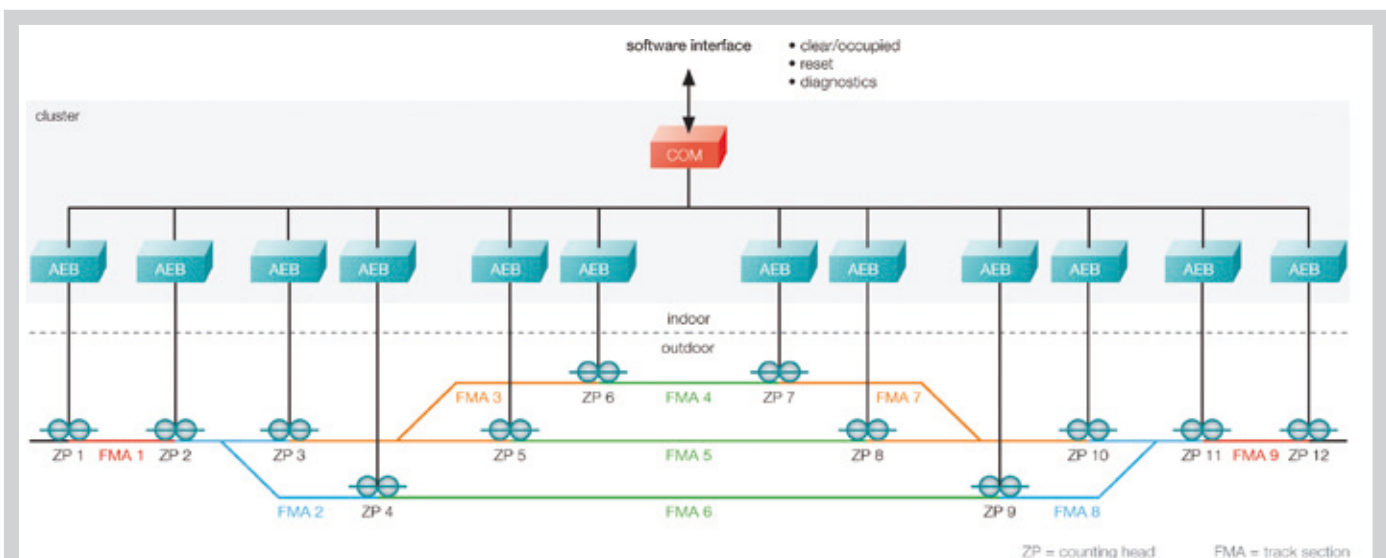 software interface
• clear/occupied
• reset
• diagnostics
cluster
COM
AEB AEB AEB AEB AEB AEB AEB AEB AEB AEB AEB AEB
indoor
outdoor
FMA 3 ZP 6 FMA 4 ZP 7 FMA 7
ZP 1 FMA 1 ZP 2 ZP 3 ZP 5 FMA 5 ZP 8 ZP 10 ZP 11 FMA 9 ZP 12
FMA 2 ZP 4 FMA 6 ZP 9 FMA 8
ZP = counting head FMA = track section